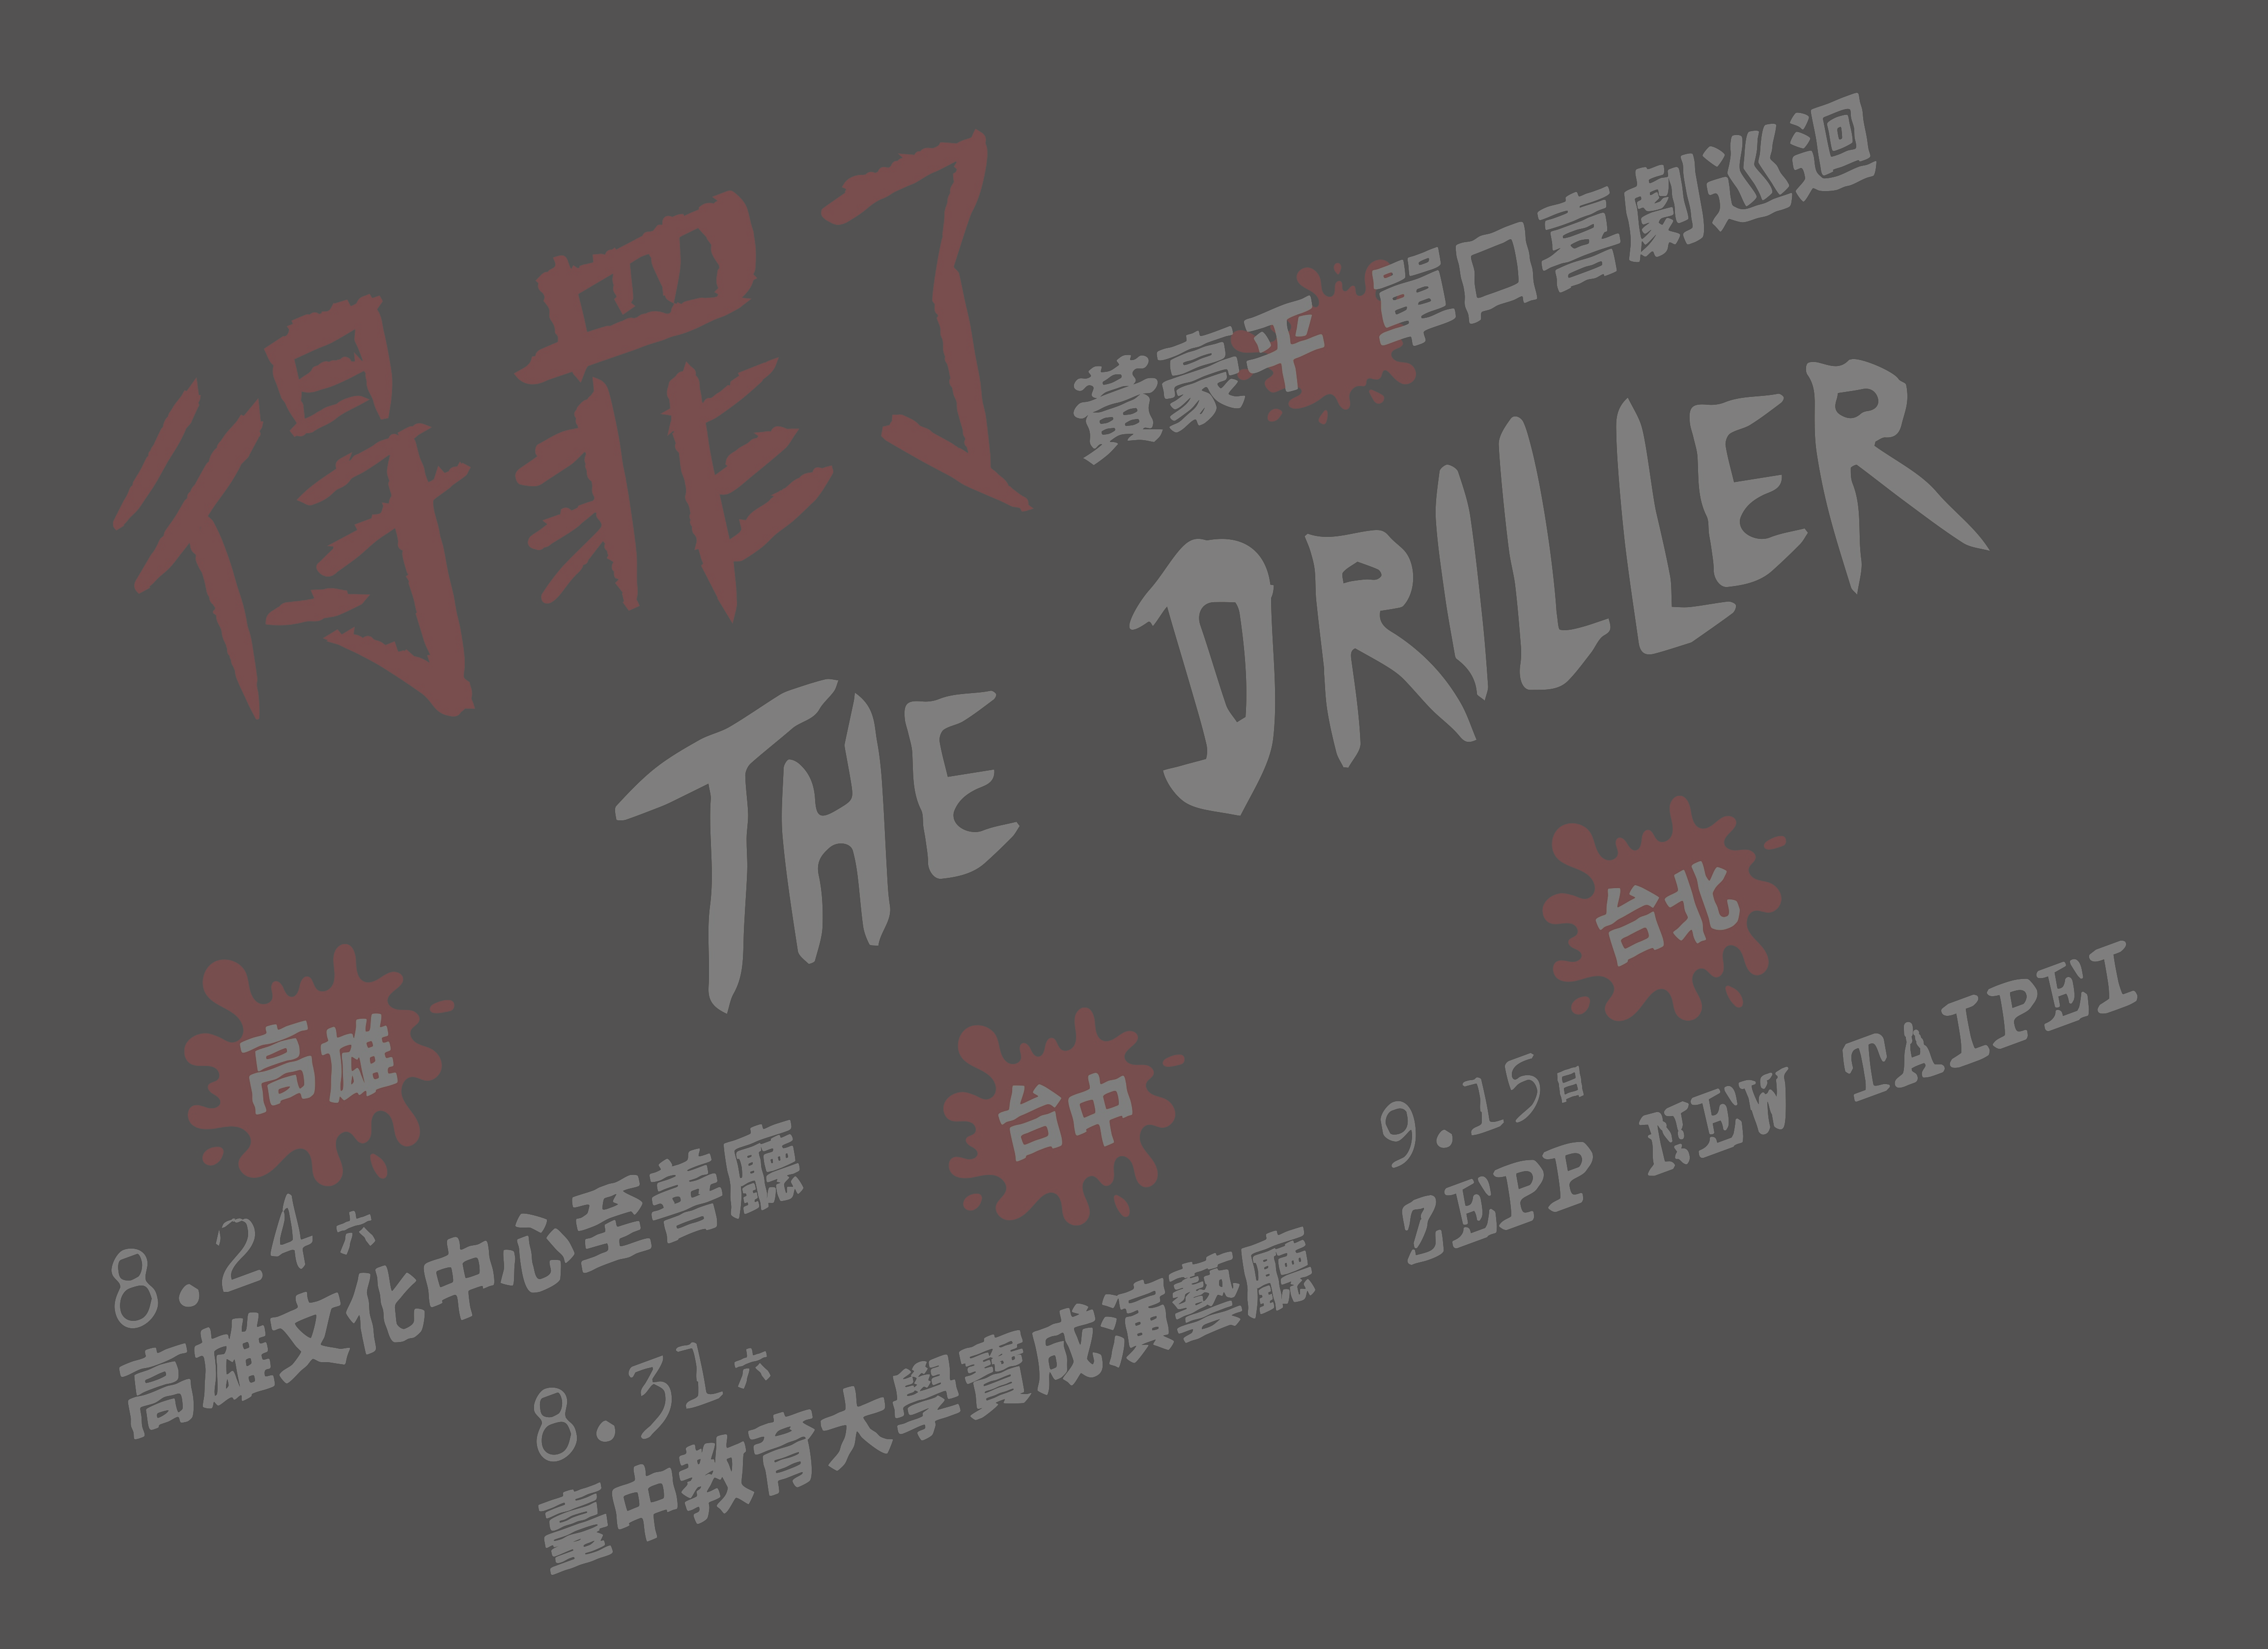 得罪了
黃豪平單口喜劇巡迴
THE DRILLER
高雄
8.24六
高雄文化中心至善廳
台中
8.31六
臺中教育大學寶成演藝廳
台北
9.15日
ZEPP NEW TAIPEI